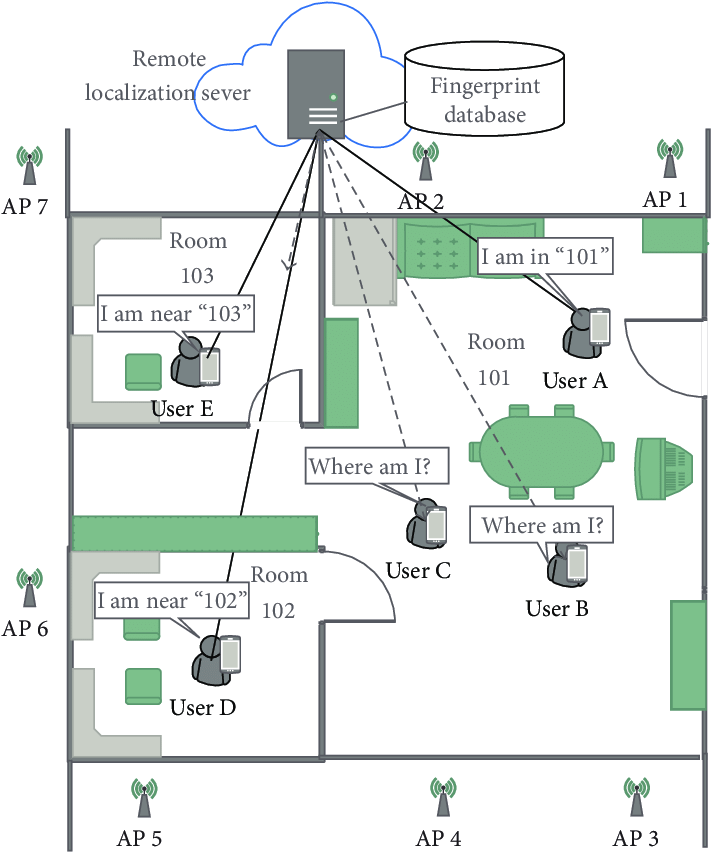 Remote
localization sever
Fingerprint
database
AP 7
AP 2
AP 1
Room
103
I am in “101”
I am near “103”
Room
101
User A
User E
Where am I?
Where am I?
User C
Room
102
I am near “102”
User B
AP 6
User D
AP 5
AP 4
AP 3